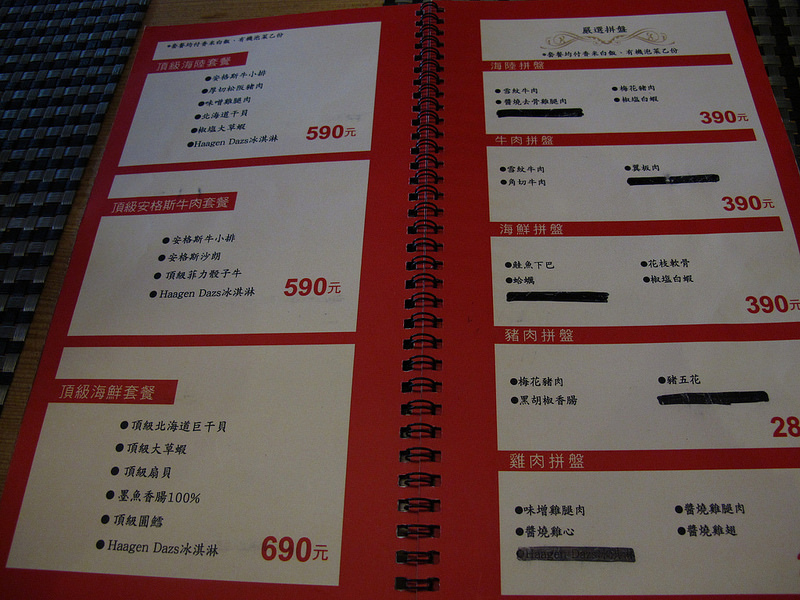 *套餐均付香米白飯、有機泡菜乙份
頂級海陸套餐
●安格斯牛小排
●厚切松阪豬肉
●味增雞腿肉
●北海道干貝
●椒塩大草蝦
●Haagen Dazs冰淇淋
590元
頂級安格斯牛肉套餐
●安格斯牛小排
●安格斯沙朗
●頂級菲力骰子牛
●Haagen Dazs冰淇淋
590元
頂級海鮮套餐
●頂級北海道巨干貝
●頂級大草蝦
●頂級扇貝
●墨魚香腸100%
●頂級圓鱈
●Haagen Dazs冰淇淋
690元
嚴選拼盤
*套餐均付香米白飯、有機泡菜乙份
海陸拼盤
●雪紋牛肉 ●梅花豬肉
●醬燒去骨雞腿肉 ●椒塩白蝦
390元
牛肉拼盤
●雪紋牛肉 ●翼板肉
●角切牛肉
390元
海鮮拼盤
●鮭魚下巴 ●花枝軟骨
●蛤蠣 ●椒塩白蝦
390元
豬肉拼盤
●梅花豬肉 ●豬五花
●黑胡椒香腸
28
雞肉拼盤
●味增雞腿肉 ●醬燒雞腿肉
●醬燒雞心 ●醬燒雞翅